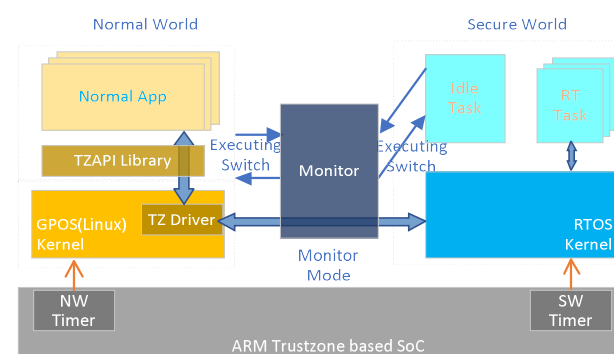 Normal World
Secure World
Normal App
Idle
Task
RT
Task
TZAPI Library
Executing
Switch
Monitor
Executing
Switch
GPOS(Linux)
Kernel
TZ Driver
RTOS
Kernel
Monitor
Mode
NW
Timer
SW
Timer
ARM Trustzone based SoC